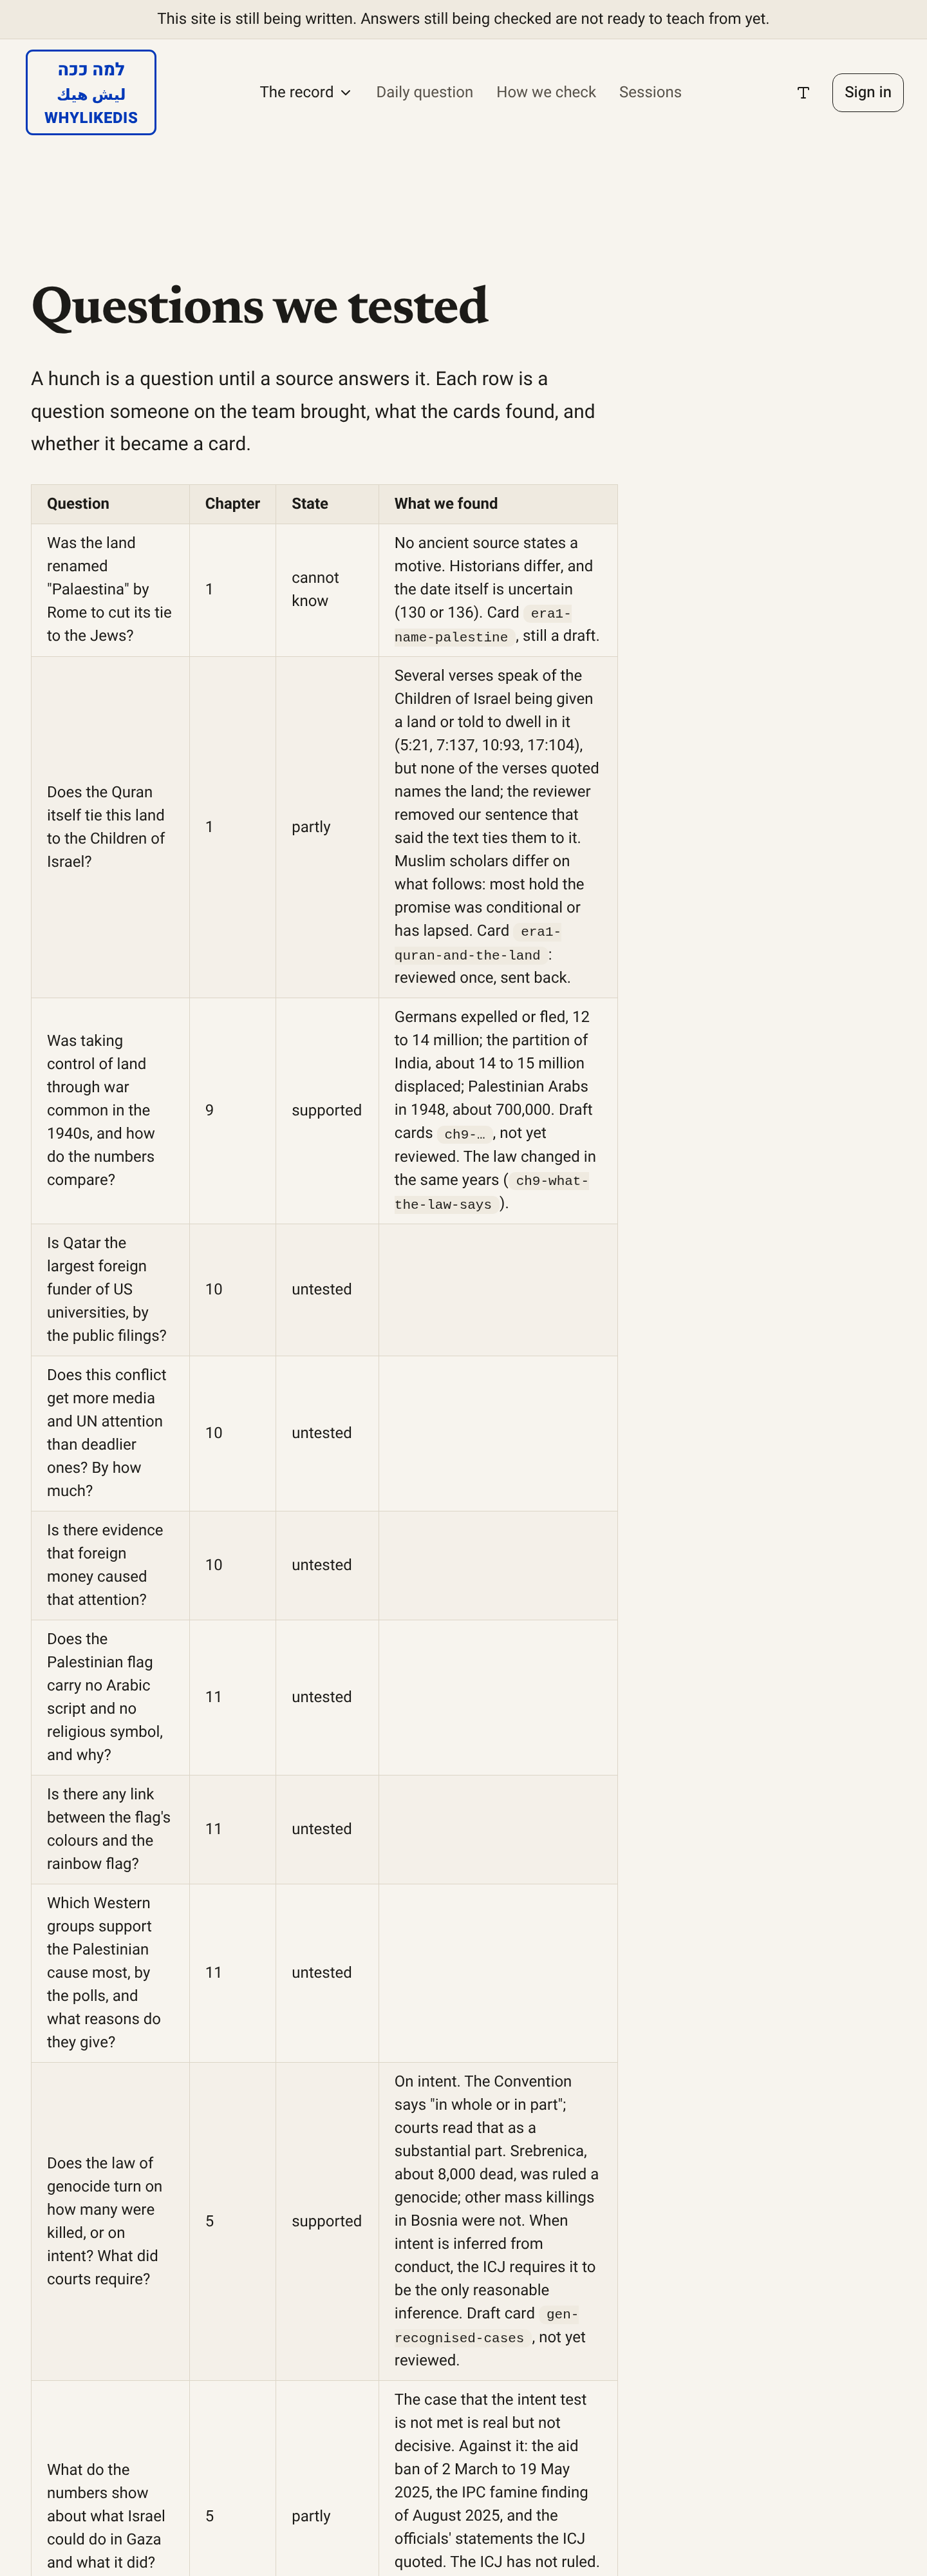 This site is still being written. Answers still being checked are not ready to teach from yet.
למה ככה
ليش هيك
WHYLIKEDIS
The record
Daily question
How we check
Sessions
Sign in
Questions we tested
A hunch is a question until a source answers it. Each row is a
question someone on the team brought, what the cards found, and
whether it became a card.
Question
Chapter
State
What we found
Was the land
renamed
"Palaestina" by
Rome to cut its tie
to the Jews?
1
cannot
know
No ancient source states a
motive. Historians differ, and
the date itself is uncertain
(130 or 136). Card era1-
name-palestine , still a draft.
Does the Quran
itself tie this land
to the Children of
Israel?
1
partly
Several verses speak of the
Children of Israel being given
a land or told to dwell in it
(5:21, 7:137, 10:93, 17:104),
but none of the verses quoted
names the land; the reviewer
removed our sentence that
said the text ties them to it.
Muslim scholars differ on
what follows: most hold the
promise was conditional or
has lapsed. Card era1-
quran-and-the-land :
reviewed once, sent back.
Was taking
control of land
through war
common in the
1940s, and how
do the numbers
compare?
9
supported
Germans expelled or fled, 12
to 14 million; the partition of
India, about 14 to 15 million
displaced; Palestinian Arabs
in 1948, about 700,000. Draft
cards ch9-… , not yet
reviewed. The law changed in
the same years ( ch9-what-
the-law-says ).
Is Qatar the
largest foreign
funder of US
universities, by
the public filings?
10
untested
Does this conflict
get more media
and UN attention
than deadlier
ones? By how
much?
10
untested
Is there evidence
that foreign
money caused
that attention?
10
untested
Does the
Palestinian flag
carry no Arabic
script and no
religious symbol,
and why?
11
untested
Is there any link
between the flag's
colours and the
rainbow flag?
11
untested
Which Western
groups support
the Palestinian
cause most, by
the polls, and
what reasons do
they give?
11
untested
Does the law of
genocide turn on
how many were
killed, or on
intent? What did
courts require?
5
supported
On intent. The Convention
says "in whole or in part";
courts read that as a
substantial part. Srebrenica,
about 8,000 dead, was ruled a
genocide; other mass killings
in Bosnia were not. When
intent is inferred from
conduct, the ICJ requires it to
be the only reasonable
inference. Draft card gen-
recognised-cases , not yet
reviewed.
What do the
numbers show
about what Israel
could do in Gaza
and what it did?
5
partly
The case that the intent test
is not met is real but not
decisive. Against it: the aid
ban of 2 March to 19 May
2025, the IPC famine finding
of August 2025, and the
officials' statements the ICJ
quoted. The ICJ has not ruled.